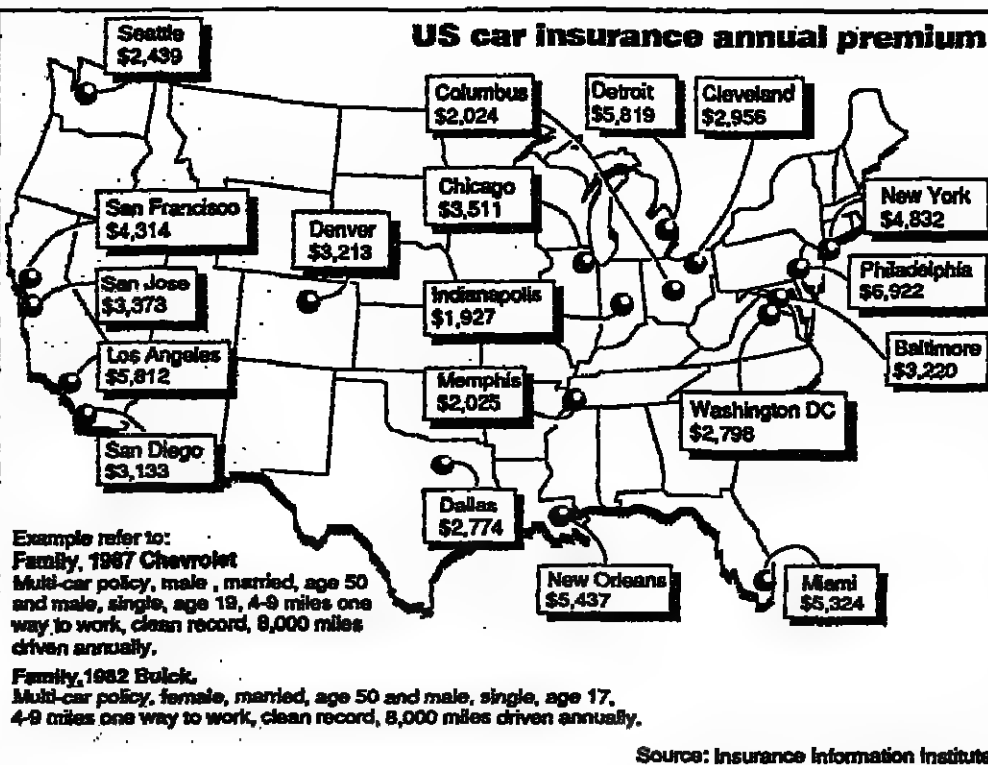 US car insurance annual premium
Seattle
$2,439
Columbus
$2,024
Detroit
$5,819
Cleveland
$2,956
San Francisco
$4,314
Denver
$3,213
Chicago
$3,511
New York
$4,832
San Jose
$3,373
Indianapolis
$1,927
Philadelphia
$6,922
Los Angeles
$5,812
Memphis
$2,025
Baltimore
$3,220
Washington DC
$2,798
San Diego
$3,133
Dallas
$2,774
New Orleans
$5,437
Miami
$5,324
Example refer to:
Family, 1987 Chevrolet
Multi-car policy, male , married, age 50
and male, single, age 19, 4-9 miles one
way to work, clean record, 8,000 miles
driven annually.
Family,1982 Buick.
Multi-car policy, female, married, age 50 and male, single, age 17,
4-9 miles one way to work, clean record, 8,000 miles driven annually.
Source: Insurance Information Institute